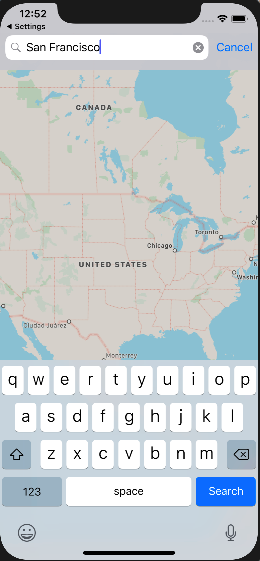 12:52
Settings
San Francisco
Cancel
CANADA
Toronto
Chicago
UNITED STATES
Ciudad Juárez
Monterrey
q w e r t y u i o p
a s d f g h j k l
z x c v b n m
123 space Search